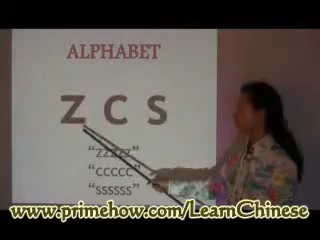 ALPHABET
Z C S
“zzzzz”
“ccccc”
“ssssss”
www.primehow.com/LearnChinese